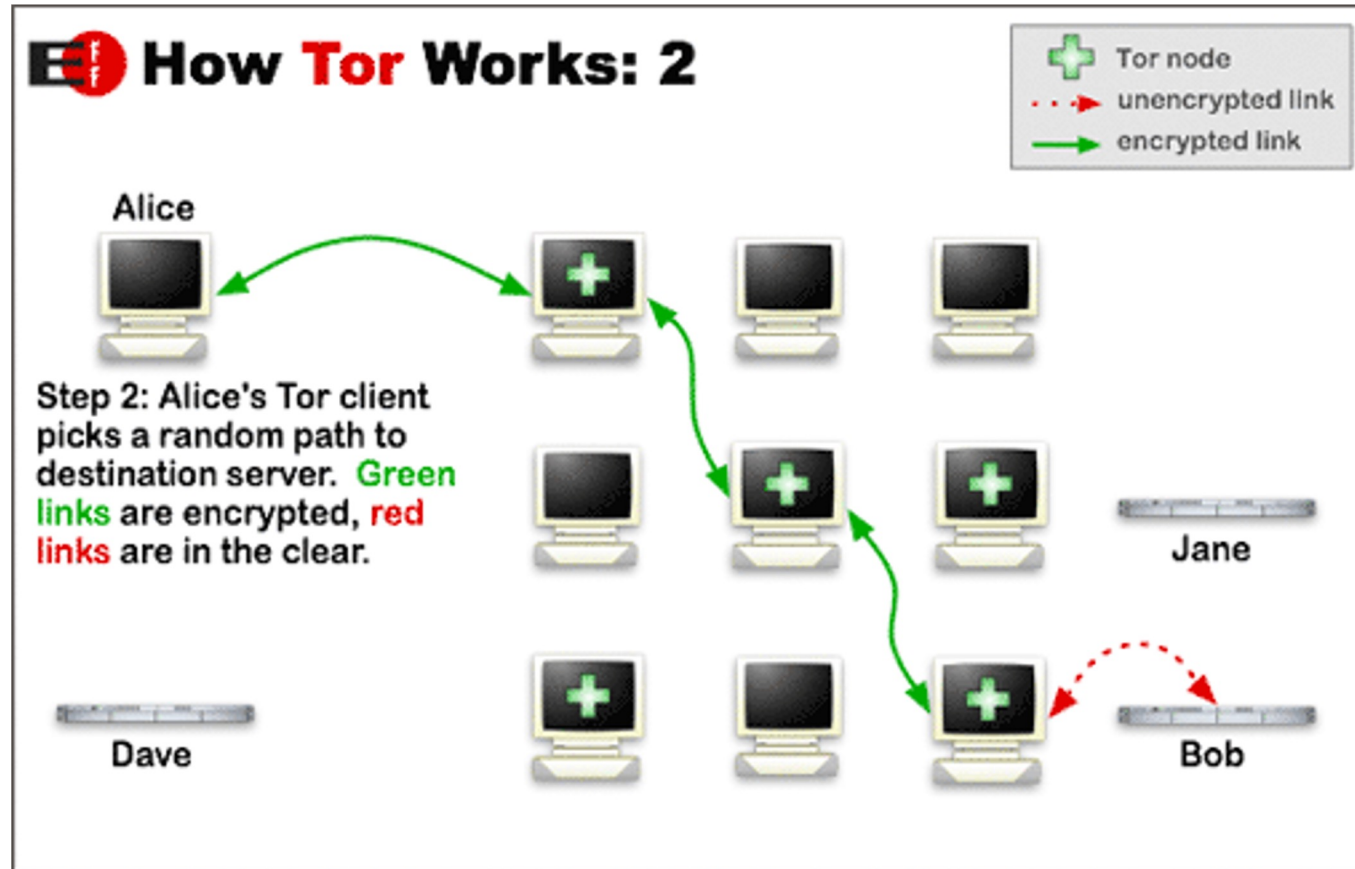 EFF How Tor Works: 2
Tor node
unencrypted link
encrypted link
Alice
Step 2: Alice's Tor client
picks a random path to
destination server. Green
links are encrypted, red
links are in the clear.
Jane
Dave
Bob